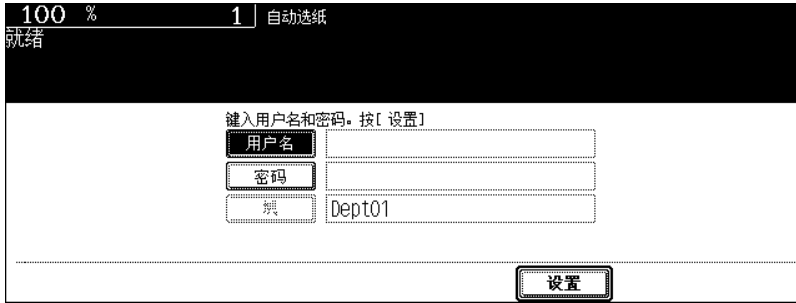 100 % 1 自动选纸
就绪
键入用户名和密码。按[ 设置]
用户名
密码
Dept01
设置